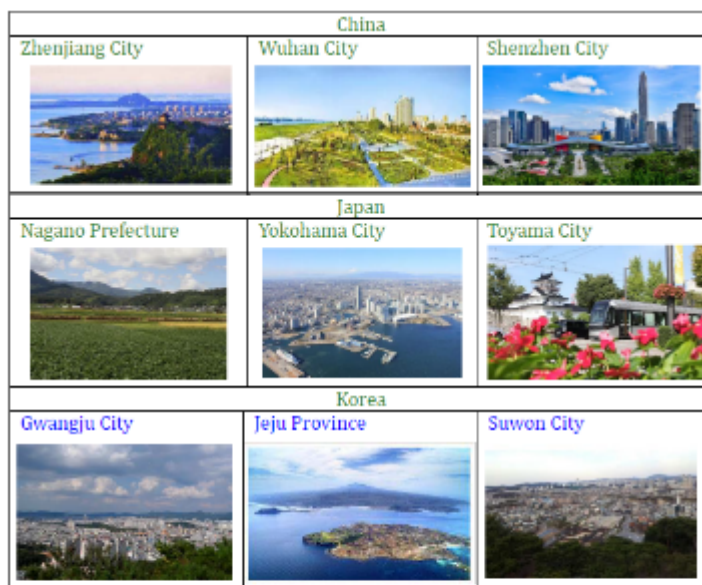 China
Zhenjiang City
Wuhan City
Shenzhen City
Japan
Nagano Prefecture
Yokohama City
Toyama City
Korea
Gwangju City
Jeju Province
Suwon City